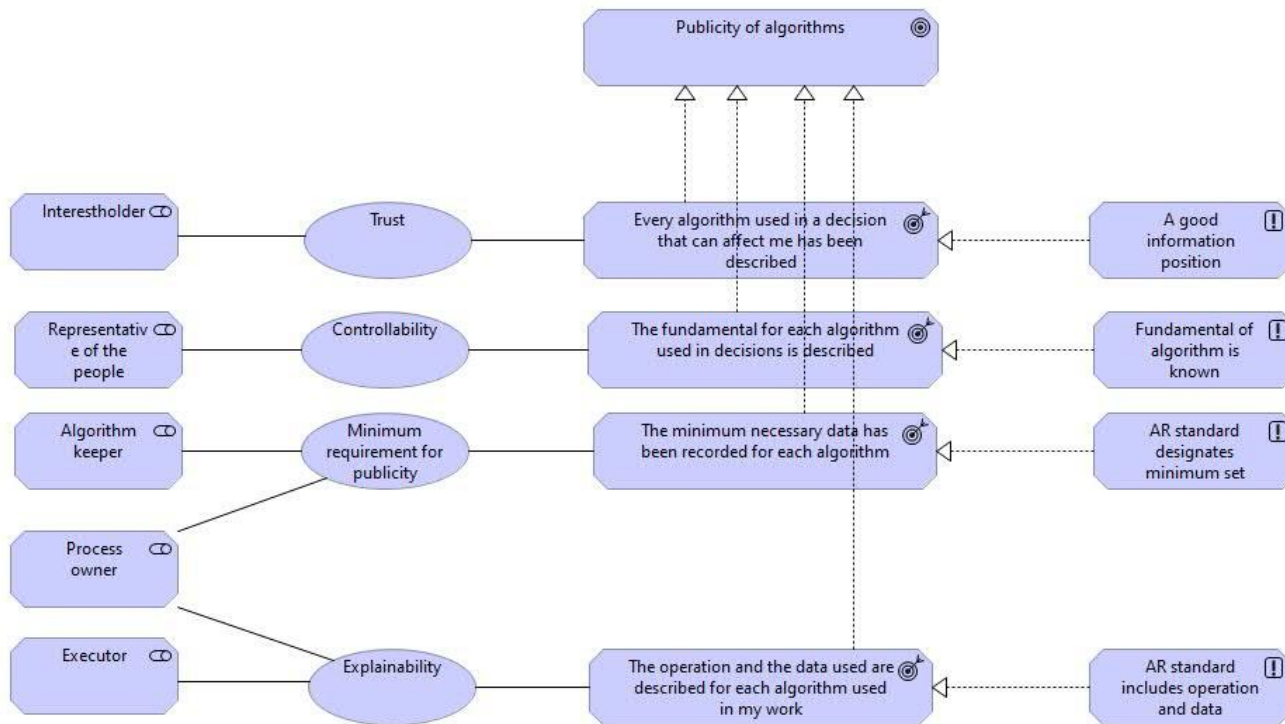 Publicity of algorithms
Interestholder
Trust
Every algorithm used in a decision
that can affect me has been
described
A good
information
position
Representativ
e of the
people
Controllability
The fundamental for each algorithm
used in decisions is described
Fundamental of
algorithm is
known
Algorithm
keeper
Minimum
requirement for
publicity
The minimum necessary data has
been recorded for each algorithm
AR standard
designates
minimum set
Process
owner
Executor
Explainability
The operation and the data used are
described for each algorithm used
in my work
AR standard
includes operation
and data